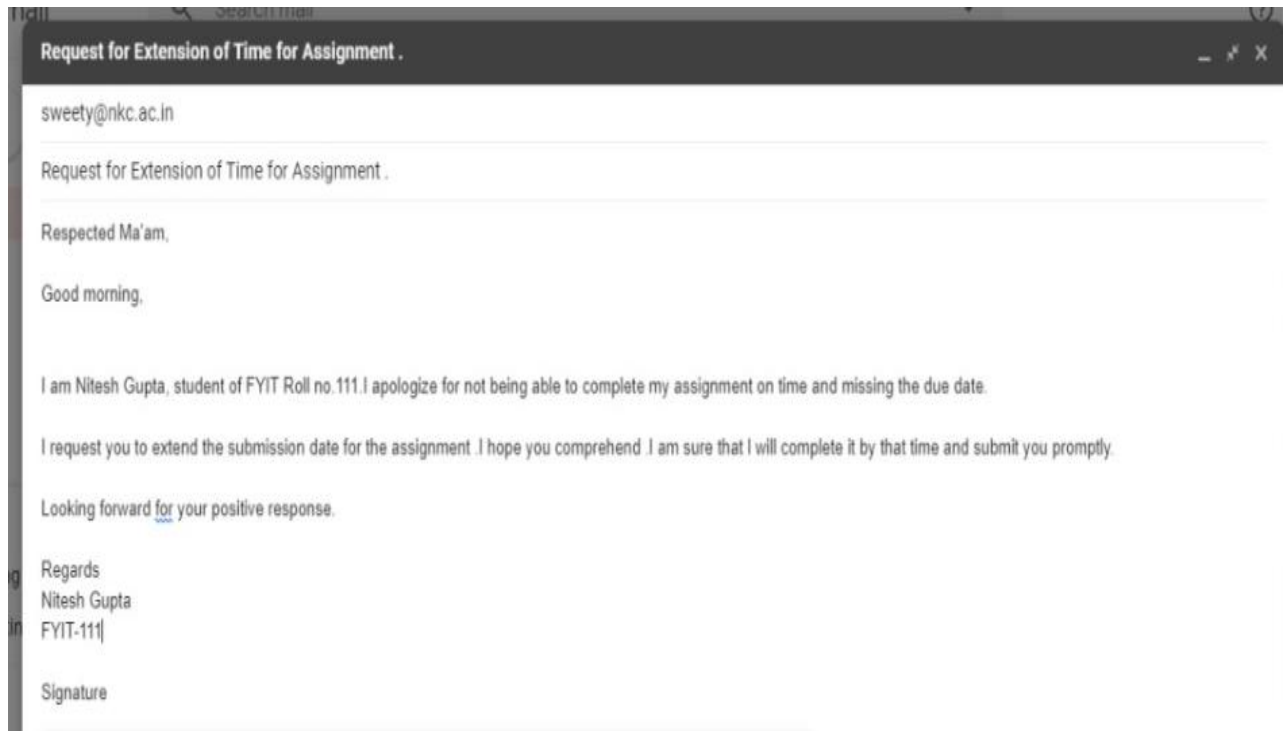 Search mail
Request for Extension of Time for Assignment .
sweety@nkc.ac.in
Request for Extension of Time for Assignment .
Respected Ma'am,
Good morning,
I am Nitesh Gupta, student of FYIT Roll no.111.I apologize for not being able to complete my assignment on time and missing the due date.
I request you to extend the submission date for the assignment .I hope you comprehend .I am sure that I will complete it by that time and submit you promptly.
Looking forward for your positive response.
Regards
Nitesh Gupta
FYIT-111
Signature